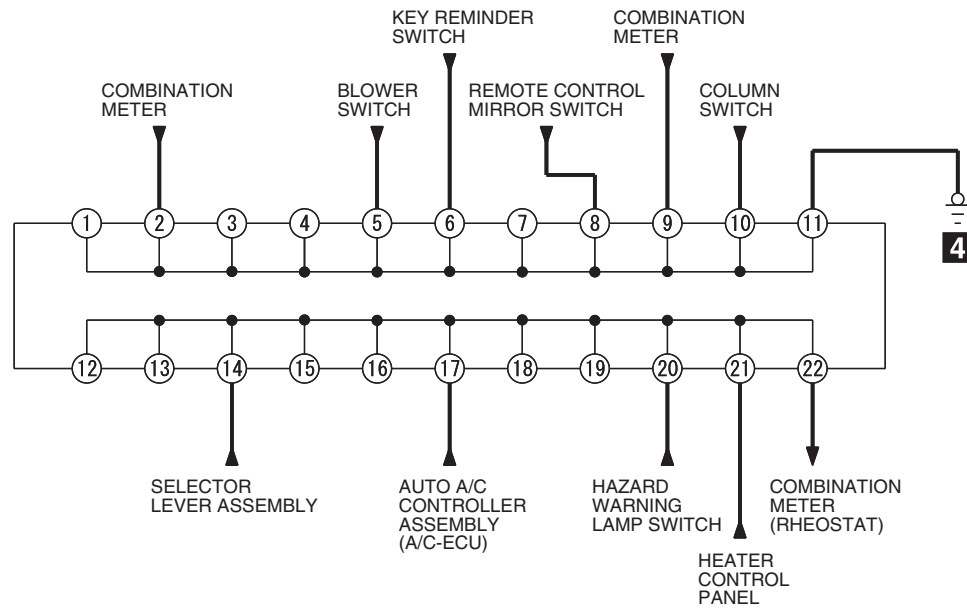 KEY REMINDER
SWITCH
COMBINATION
METER
COMBINATION
METER
BLOWER
SWITCH
REMOTE CONTROL
MIRROR SWITCH
COLUMN
SWITCH
1 2 3 4 5 6 7 8 9 10 11
4
12 13 14 15 16 17 18 19 20 21 22
SELECTOR
LEVER ASSEMBLY
AUTO A/C
CONTROLLER
ASSEMBLY
(A/C-ECU)
HAZARD
WARNING
LAMP SWITCH
COMBINATION
METER
(RHEOSTAT)
HEATER
CONTROL
PANEL